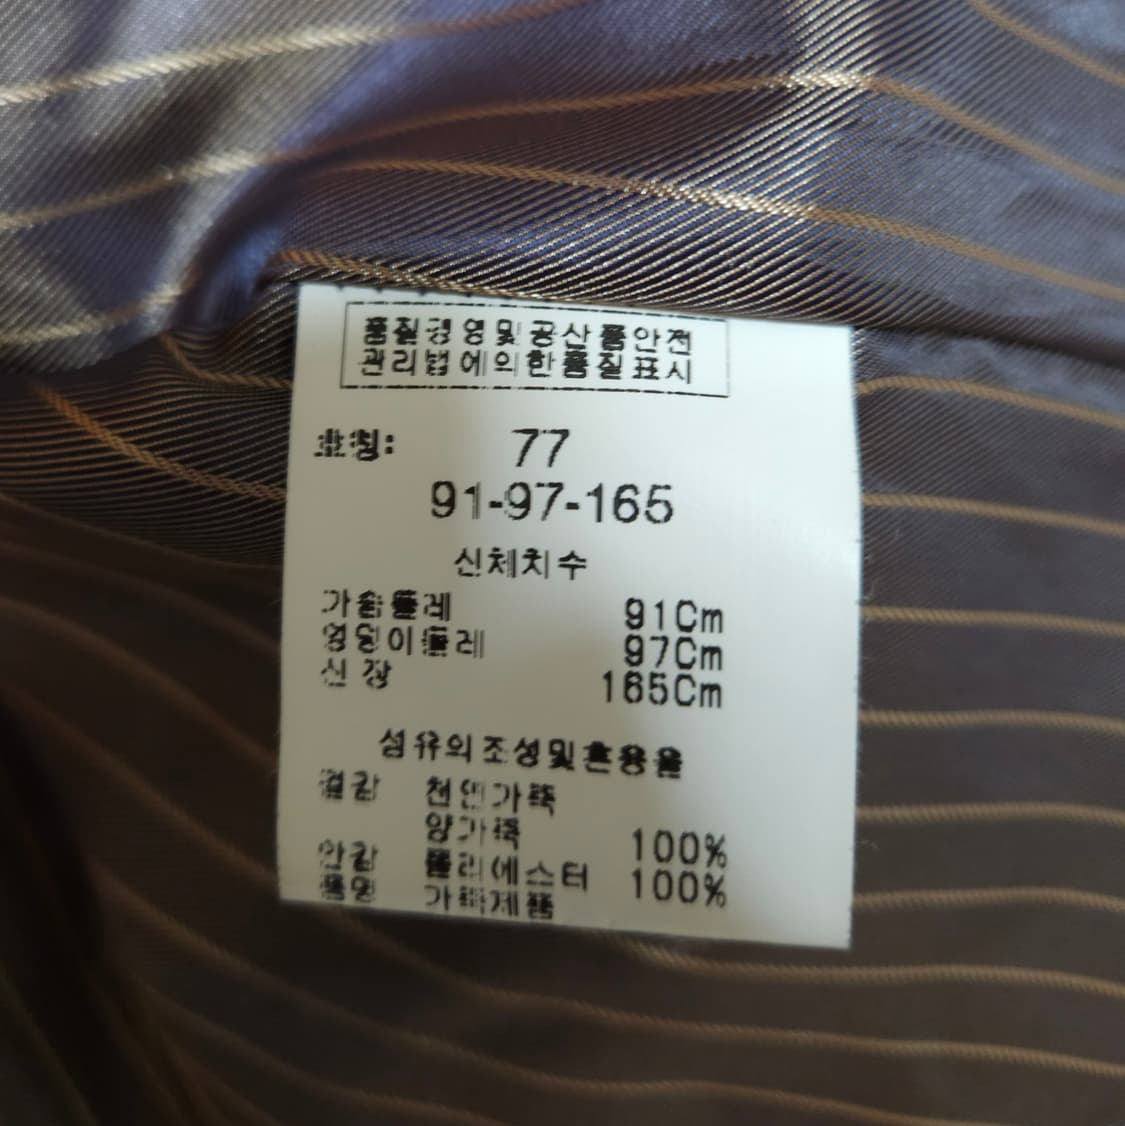 품질경영및공산품안전
관리법에의한품질표시
호칭: 77
91-97-165
신체치수
가슴둘레 91Cm
엉덩이둘레 97Cm
신장 165Cm
섬유의조성및혼용율
겉감 천연가죽
양가죽 100%
안감 폴리에스터 100%
품명 가죽제품